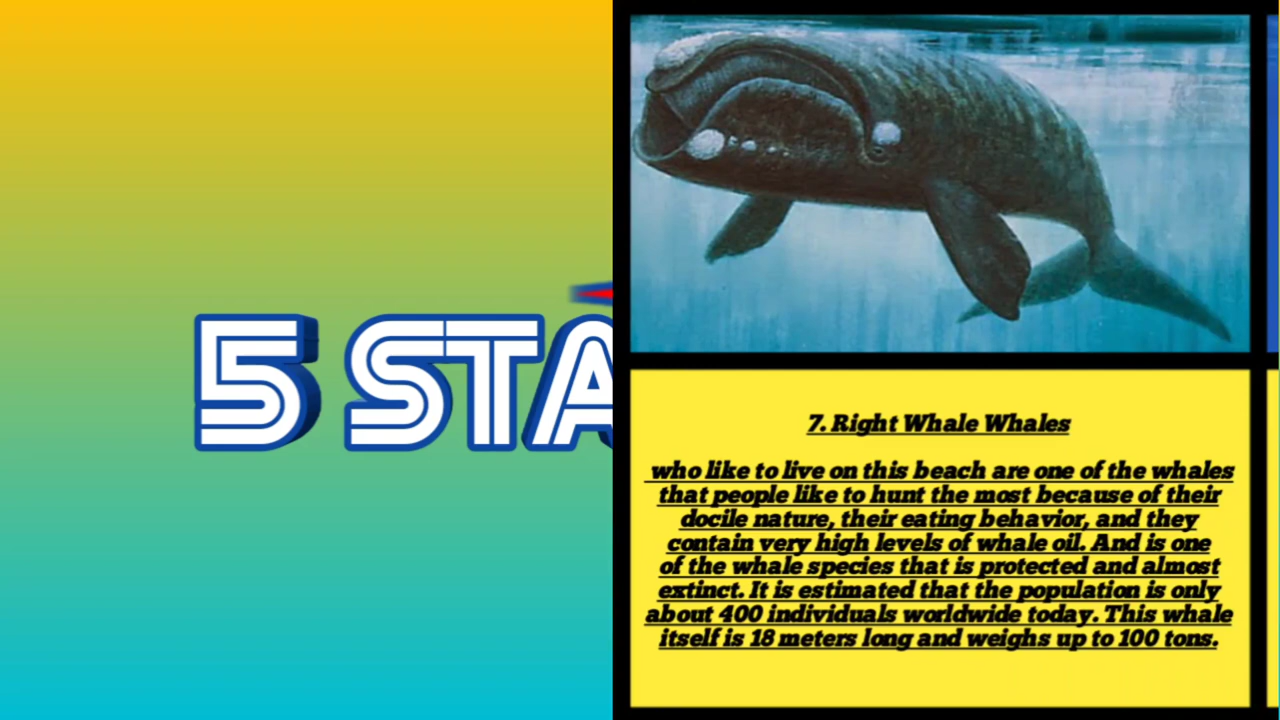 5 STA
7. Right Whale Whales
who like to live on this beach are one of the whales
that people like to hunt the most because of their
docile nature, their eating behavior, and they
contain very high levels of whale oil. And is one
of the whale species that is protected and almost
extinct. It is estimated that the population is only
about 400 individuals worldwide today. This whale
itself is 18 meters long and weighs up to 100 tons.